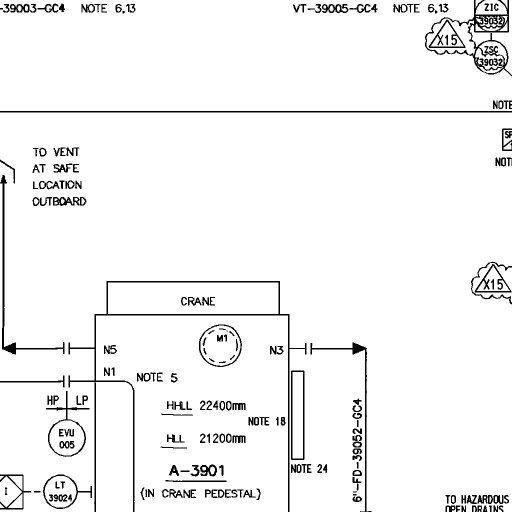 -39003-GC4 NOTE 6,13
VT-39005-GC4 NOTE 6,13
ZIC
39032
X15
ZSC
39032
NOTE
TO VENT
AT SAFE
LOCATION
OUTBOARD
X15
CRANE
M1
N5
N3
N1
NOTE 5
HP LP
HHLL 22400mm
NOTE 18
EVU
005
HLL 21200mm
6"-FD-39052-GC4
A-3901
NOTE 24
I
LT
39024
(IN CRANE PEDESTAL)
TO HAZARDOUS
OPEN DRAINS